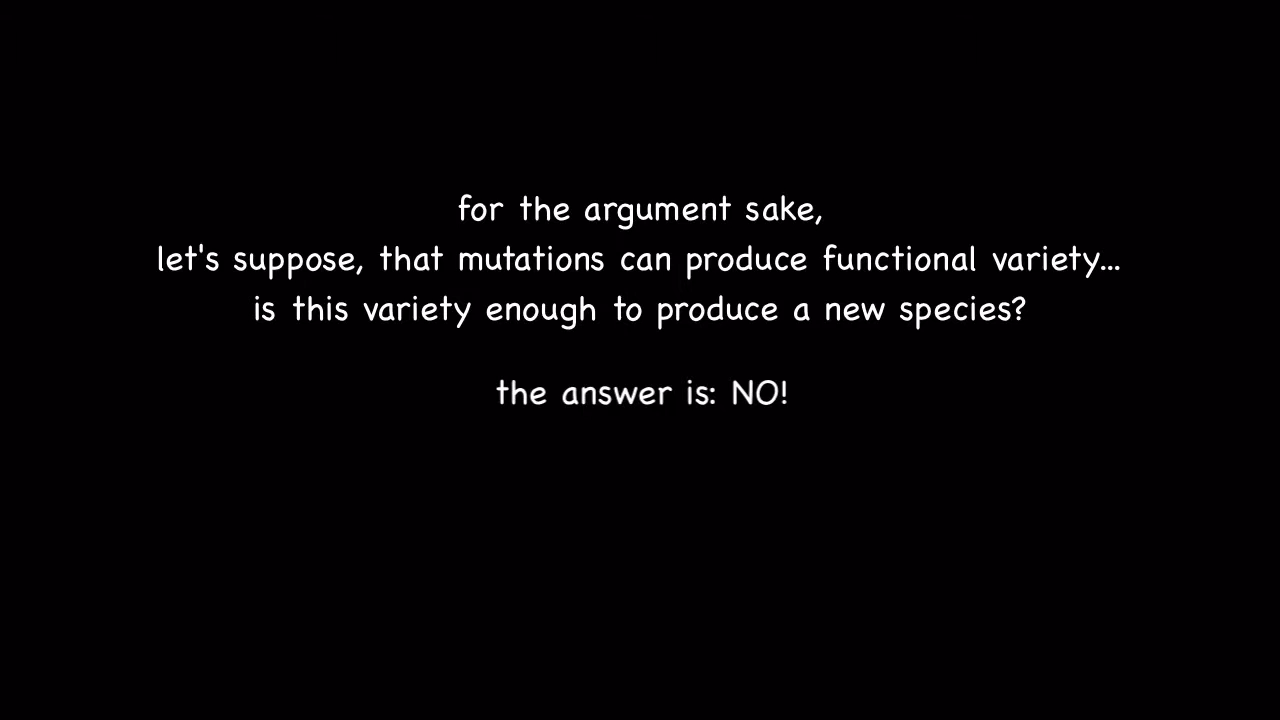 for the argument sake,
let's suppose, that mutations can produce functional variety...
is this variety enough to produce a new species?
the answer is: NO!